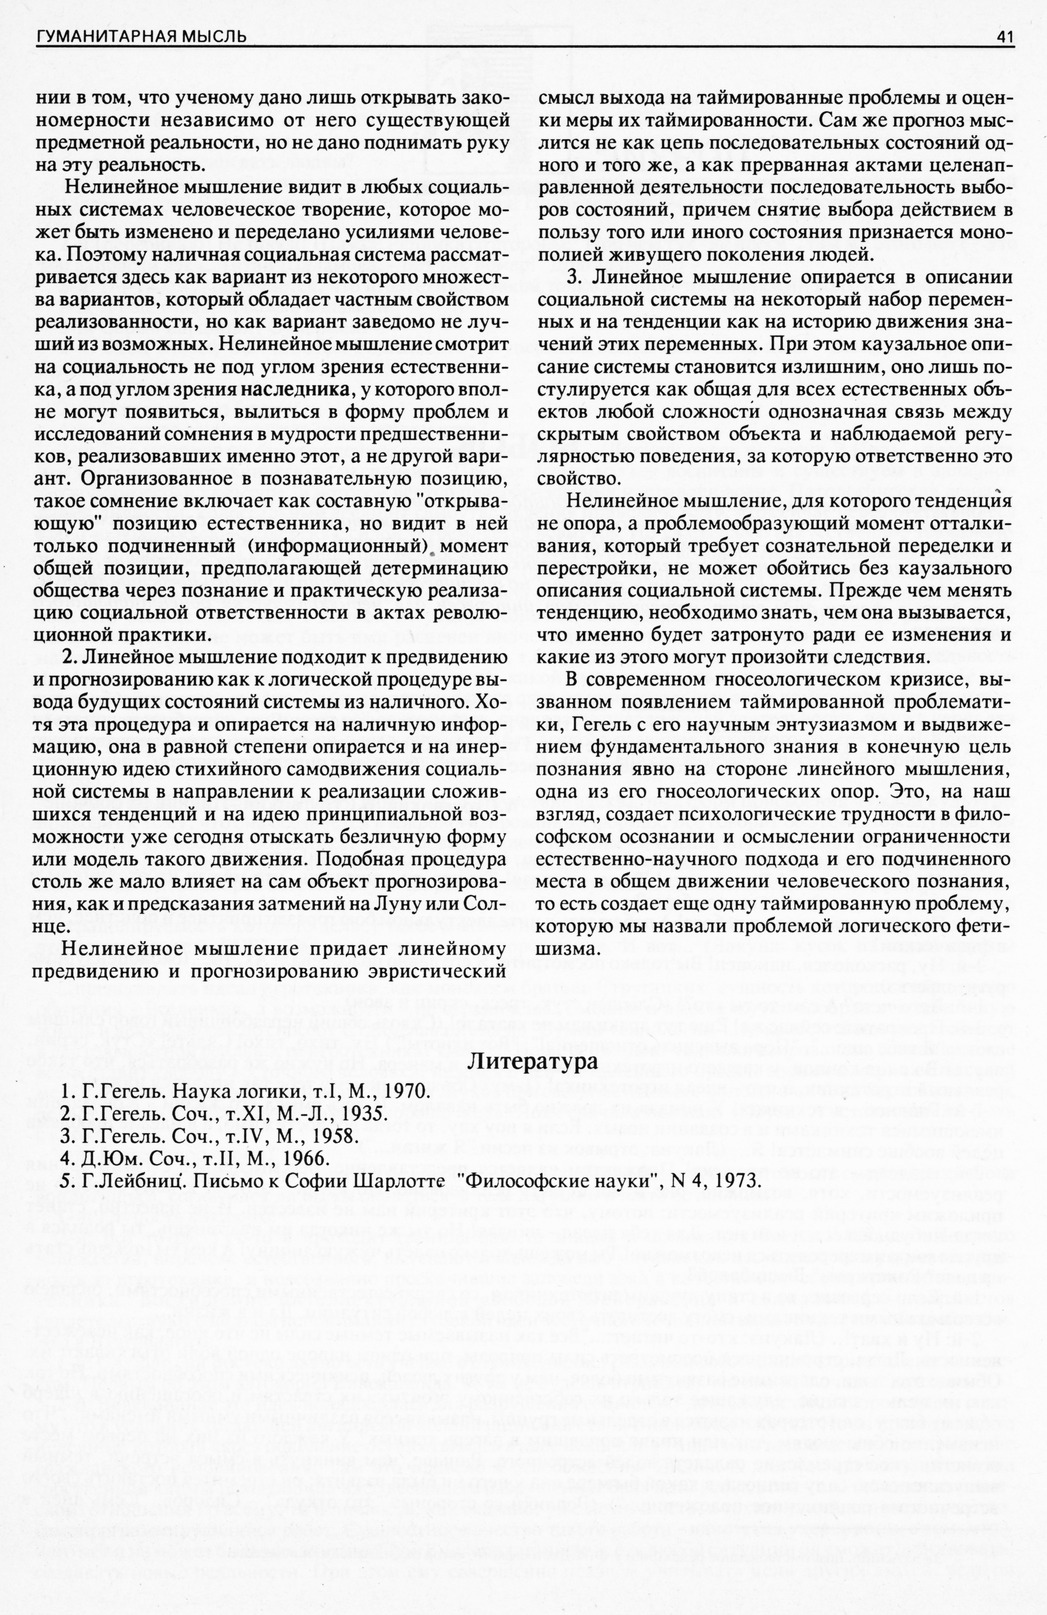 ГУМАНИТАРНАЯ МЫСЛЬ 41
нии в том, что ученому дано лишь открывать зако-
номерности независимо от него существующей
предметной реальности, но не дано поднимать руку
на эту реальность.
Нелинейное мышление видит в любых социаль-
ных системах человеческое творение, которое мо-
жет быть изменено и переделано усилиями челове-
ка. Поэтому наличная социальная система рассмат-
ривается здесь как вариант из некоторого множест-
ва вариантов, который обладает частным свойством
реализованности, но как вариант заведомо не луч-
ший из возможных. Нелинейное мышление смотрит
на социальность не под углом зрения естественни-
ка, а под углом зрения наследника, у которого впол-
не могут появиться, вылиться в форму проблем и
исследований сомнения в мудрости предшественни-
ков, реализовавших именно этот, а не другой вари-
ант. Организованное в познавательную позицию,
такое сомнение включает как составную "открыва-
ющую" позицию естественника, но видит в ней
только подчиненный (информационный) момент
общей позиции, предполагающей детерминацию
общества через познание и практическую реализа-
цию социальной ответственности в актах револю-
ционной практики.
2. Линейное мышление подходит к предвидению
и прогнозированию как к логической процедуре вы-
вода будущих состояний системы из наличного. Хо-
тя эта процедура и опирается на наличную инфор-
мацию, она в равной степени опирается и на инер-
ционную идею стихийного самодвижения социаль-
ной системы в направлении к реализации сложив-
шихся тенденций и на идею принципиальной воз-
можности уже сегодня отыскать безличную форму
или модель такого движения. Подобная процедура
столь же мало влияет на сам объект прогнозирова-
ния, как и предсказания затмений на Луну или Сол-
нце.
Нелинейное мышление придает линейному
предвидению и прогнозированию эвристический
смысл выхода на таймированные проблемы и оцен-
ки меры их таймированности. Сам же прогноз мыс-
лится не как цепь последовательных состояний од-
ного и того же, а как прерванная актами целенап-
равленной деятельности последовательность выбо-
ров состояний, причем снятие выбора действием в
пользу того или иного состояния признается моно-
полией живущего поколения людей.
3. Линейное мышление опирается в описании
социальной системы на некоторый набор перемен-
ных и на тенденции как на историю движения зна-
чений этих переменных. При этом каузальное опи-
сание системы становится излишним, оно лишь по-
стулируется как общая для всех естественных объ-
ектов любой сложности однозначная связь между
скрытым свойством объекта и наблюдаемой регу-
лярностью поведения, за которую ответственно это
свойство.
Нелинейное мышление, для которого тенденция
не опора, а проблемообразующий момент отталки-
вания, который требует сознательной переделки и
перестройки, не может обойтись без каузального
описания социальной системы. Прежде чем менять
тенденцию, необходимо знать, чем она вызывается,
что именно будет затронуто ради ее изменения и
какие из этого могут произойти следствия.
В современном гносеологическом кризисе, вы-
званном появлением таймированной проблемати-
ки, Гегель с его научным энтузиазмом и выдвиже-
нием фундаментального знания в конечную цель
познания явно на стороне линейного мышления,
одна из его гносеологических опор. Это, на наш
взгляд, создает психологические трудности в фило-
софском осознании и осмыслении ограниченности
естественно-научного подхода и его подчиненного
места в общем движении человеческого познания,
то есть создает еще одну таймированную проблему,
которую мы назвали проблемой логического фети-
шизма.
Литература
1. Г.Гегель. Наука логики, т.I, М., 1970.
2. Г.Гегель. Соч., т.XI, М.-Л., 1935.
3. Г.Гегель. Соч., т.IV, М., 1958.
4. Д.Юм. Соч., т.II, М., 1966.
5. Г.Лейбниц. Письмо к Софии Шарлотте "Философские науки", N 4, 1973.